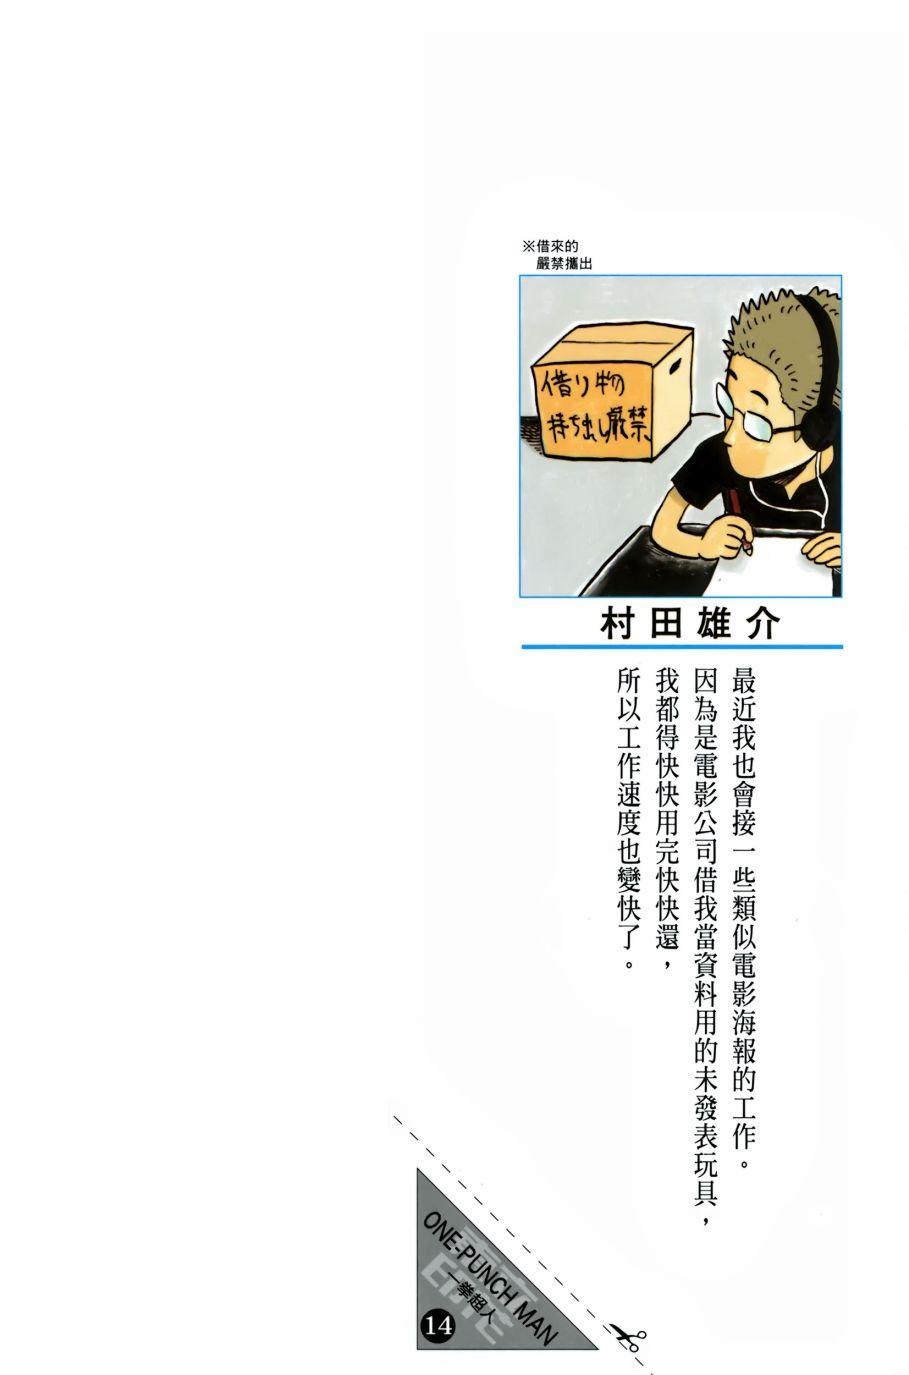 ※借來的
嚴禁攜出
借り物
持ち出し厳禁
村田雄介
最近我也會接一些類似電影海報的工作。
因為是電影公司借我當資料用的未發表玩具，
我都得快快用完快快還，
所以工作速度也變快了。
ONE-PUNCH MAN
一拳超人
14